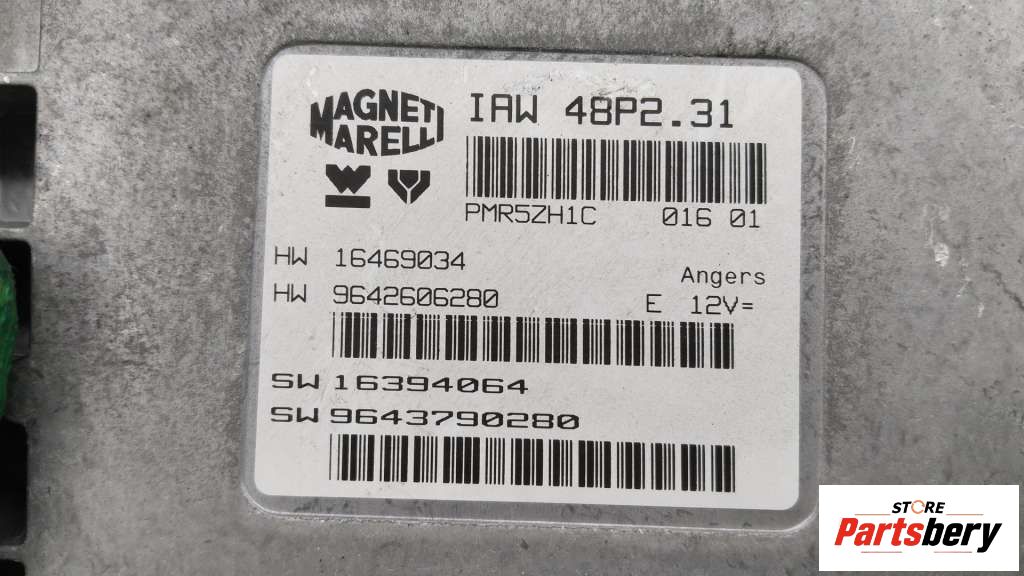 MAGNETI
MARELLI
IAW 48P2.31
PMR5ZH1C 016 01
HW 16469034
Angers
HW 9642606280
E 12V=
SW 16394064
SW 9643790280
STORE
Partsbery